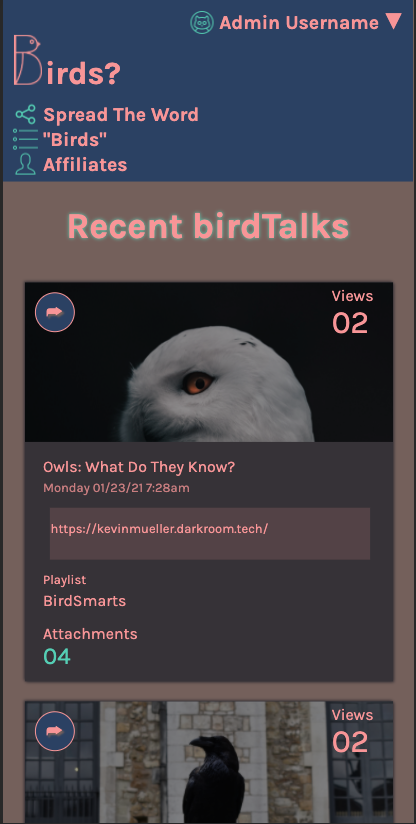 Admin Username ▼
Birds?
Spread The Word
"Birds"
Affiliates
Recent birdTalks
Views
02
Owls: What Do They Know?
Monday 01/23/21 7:28am
https://kevinmueller.darkroom.tech/
Playlist
BirdSmarts
Attachments
04
Views
02